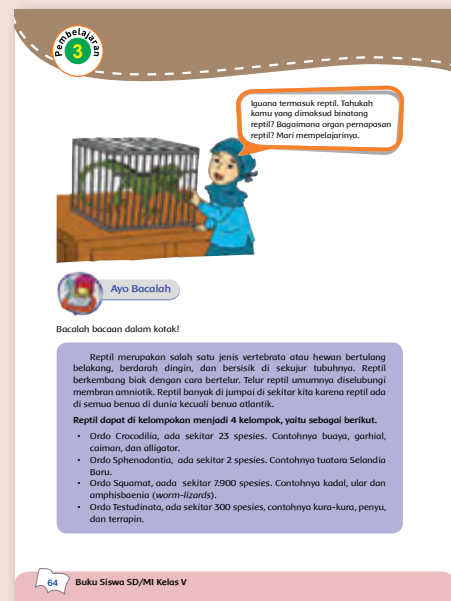 Pembelajaran
3
Iguana termasuk reptil. Tahukah
kamu yang dimaksud binatang
reptil? Bagaimana organ pernapasan
reptil? Mari mempelajarinya.
Ayo Bacalah
Bacalah bacaan dalam kotak!
Reptil merupakan salah satu jenis vertebrata atau hewan bertulang
belakang, berdarah dingin, dan bersisik di sekujur tubuhnya. Reptil
berkembang biak dengan cara bertelur. Telur reptil umumnya diselubungi
membran amniotik. Reptil banyak di jumpai di sekitar kita karena reptil ada
di semua benua di dunia kecuali benua atlantik.
Reptil dapat di kelompokan menjadi 4 kelompok, yaitu sebagai berikut.
• Ordo Crocodilia, ada sekitar 23 spesies. Contohnya buaya, garhial,
caiman, dan alligator.
• Ordo Sphenodontia, ada sekitar 2 spesies. Contohnya tuatara Selandia
Baru.
• Ordo Squamat, aada sekitar 7.900 spesies. Contohnya kadal, ular dan
amphisbaenia (worm-lizards).
• Ordo Testudinata, ada sekitar 300 spesies, contohnya kura-kura, penyu,
dan terrapin.
64 Buku Siswa SD/MI Kelas V